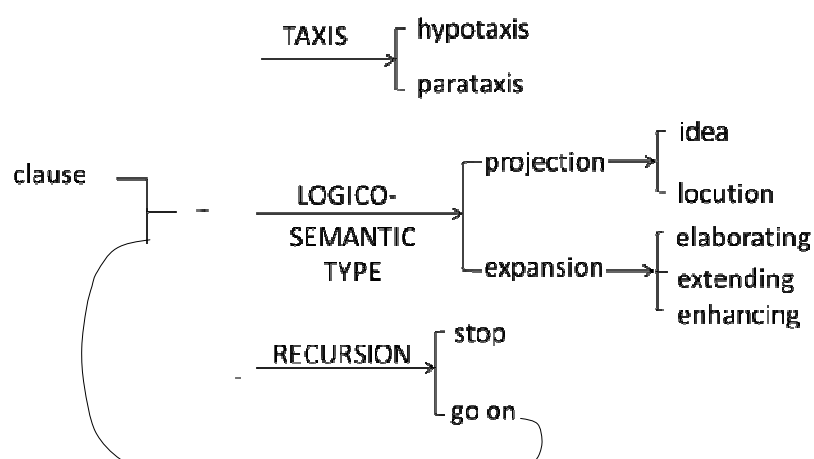 TAXIS
hypotaxis
parataxis
clause
LOGICO-
SEMANTIC
TYPE
projection
idea
locution
expansion
elaborating
extending
enhancing
RECURSION
stop
go on